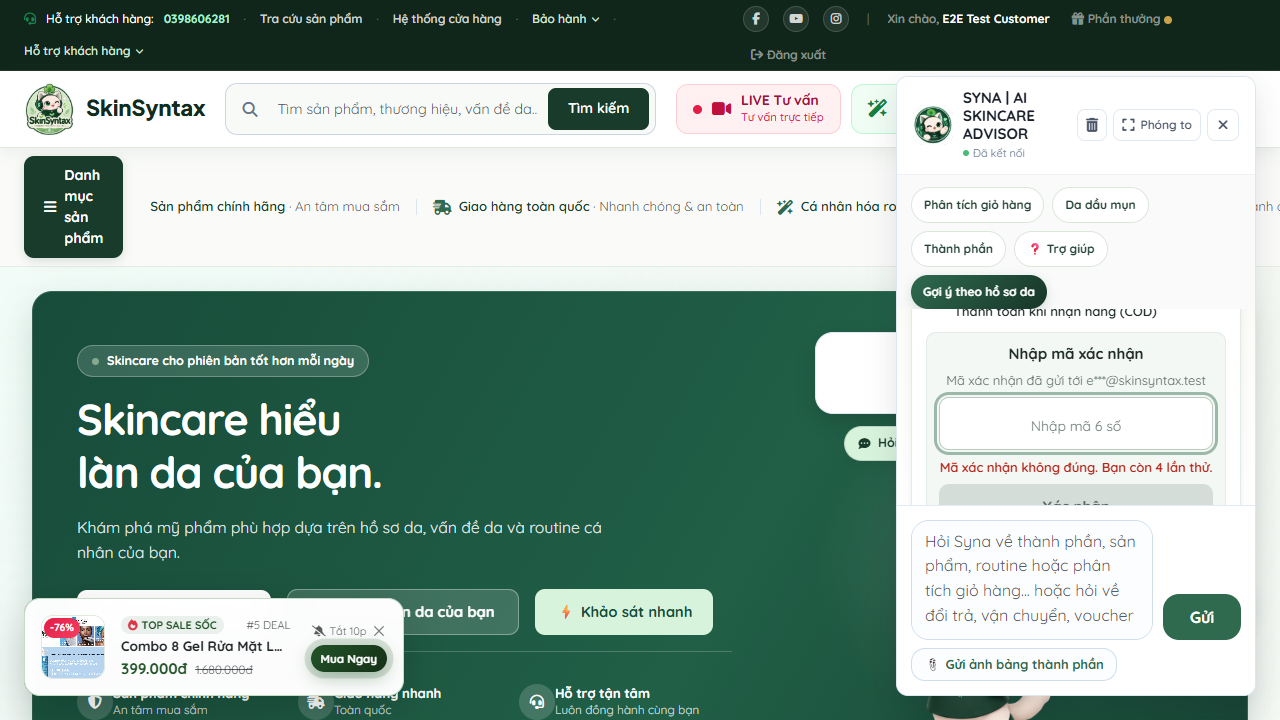 Hỗ trợ khách hàng: 0398606281 · Tra cứu sản phẩm · Hệ thống cửa hàng · Bảo hành ·
Xin chào, E2E Test Customer Phần thưởng
Hỗ trợ khách hàng
Đăng xuất
SkinSyntax
SkinSyntax
Tìm sản phẩm, thương hiệu, vấn đề da..
Tìm kiếm
LIVE Tư vấn
Tư vấn trực tiếp
Danh
mục
sản
phẩm
Sản phẩm chính hãng · An tâm mua sắm
Giao hàng toàn quốc · Nhanh chóng & an toàn
Cá nhân hóa
Skincare cho phiên bản tốt hơn mỗi ngày
Skincare hiểu
làn da của bạn.
Khám phá mỹ phẩm phù hợp dựa trên hồ sơ da, vấn đề da và routine cá
nhân của bạn.
da của bạn
Khảo sát nhanh
Sản phẩm chính hãng
An tâm mua sắm
Giao hàng nhanh
Toàn quốc
Hỗ trợ tận tâm
Luôn đồng hành cùng bạn
-76%
TOP SALE SỐC
#5 DEAL
Combo 8 Gel Rửa Mặt L...
399.000đ 1.680.000đ
Tắt 10p
Mua Ngay
SYNA | AI
SKINCARE
ADVISOR
Đã kết nối
Phóng to
Phân tích giỏ hàng
Da dầu mụn
Thành phần
Trợ giúp
Gợi ý theo hồ sơ da
Thanh toán khi nhận hàng (COD)
Nhập mã xác nhận
Mã xác nhận đã gửi tới e***@skinsyntax.test
Nhập mã 6 số
Mã xác nhận không đúng. Bạn còn 4 lần thử.
Xác nhận
Hỏi Syna về thành phần, sản
phẩm, routine hoặc phân
tích giỏ hàng... hoặc hỏi về
đổi trả, vận chuyển, voucher
Gửi
Gửi ảnh bảng thành phần